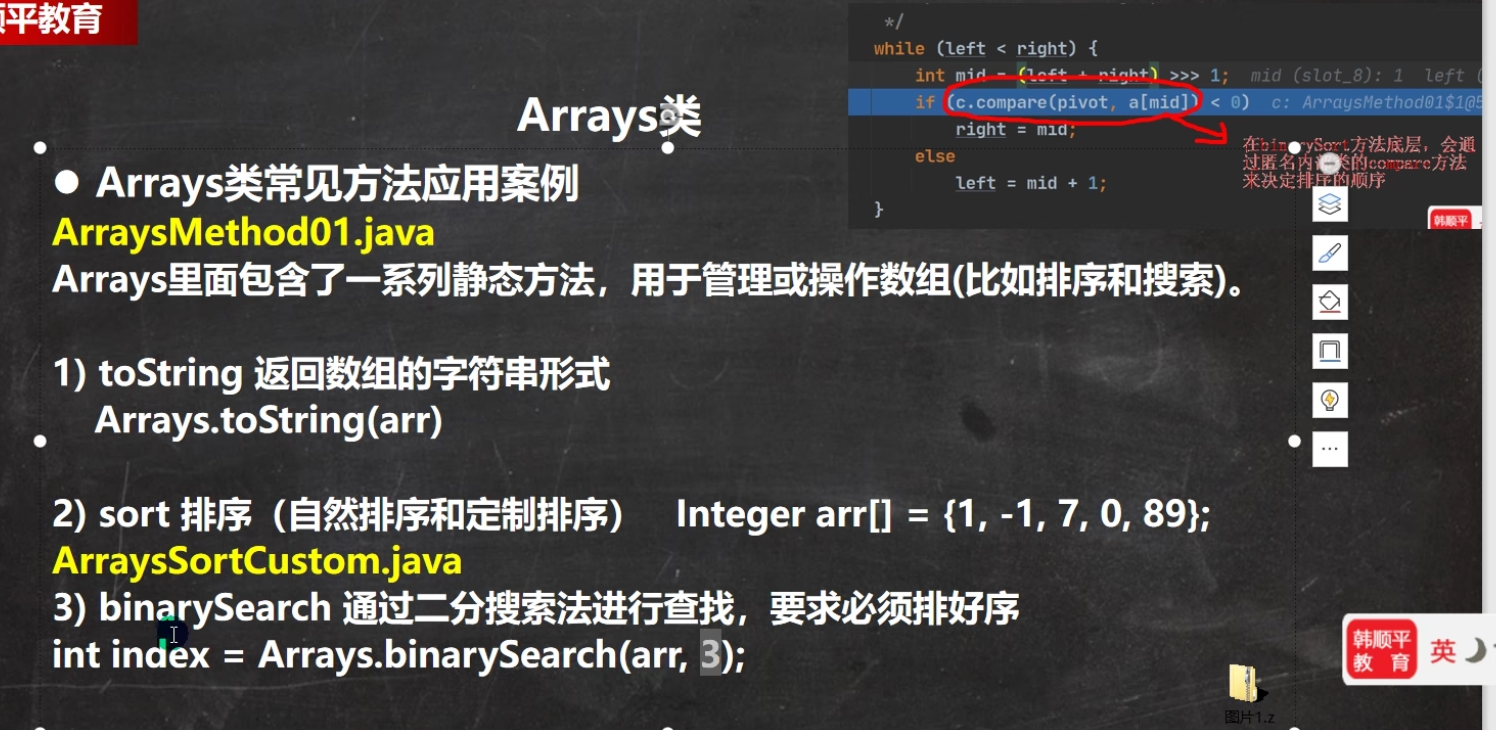 顺平教育
*/
while (left < right) {
int mid = (left + right) >>> 1; mid (slot_8): 1 left (
if (c.compare(pivot, a[mid]) < 0) c: ArraysMethod01$1@5
right = mid;
else
left = mid + 1;
}
在binarySort方法底层，会通
过匿名内部类的compare方法
来决定排序的顺序
韩顺平
Arrays类
● Arrays类常见方法应用案例
ArraysMethod01.java
Arrays里面包含了一系列静态方法，用于管理或操作数组(比如排序和搜索)。
1) toString 返回数组的字符串形式
Arrays.toString(arr)
2) sort 排序（自然排序和定制排序） Integer arr[] = {1, -1, 7, 0, 89};
ArraysSortCustom.java
3) binarySearch 通过二分搜索法进行查找，要求必须排好序
int index = Arrays.binarySearch(arr, 3);
韩顺平
教 育
英
图片1.z